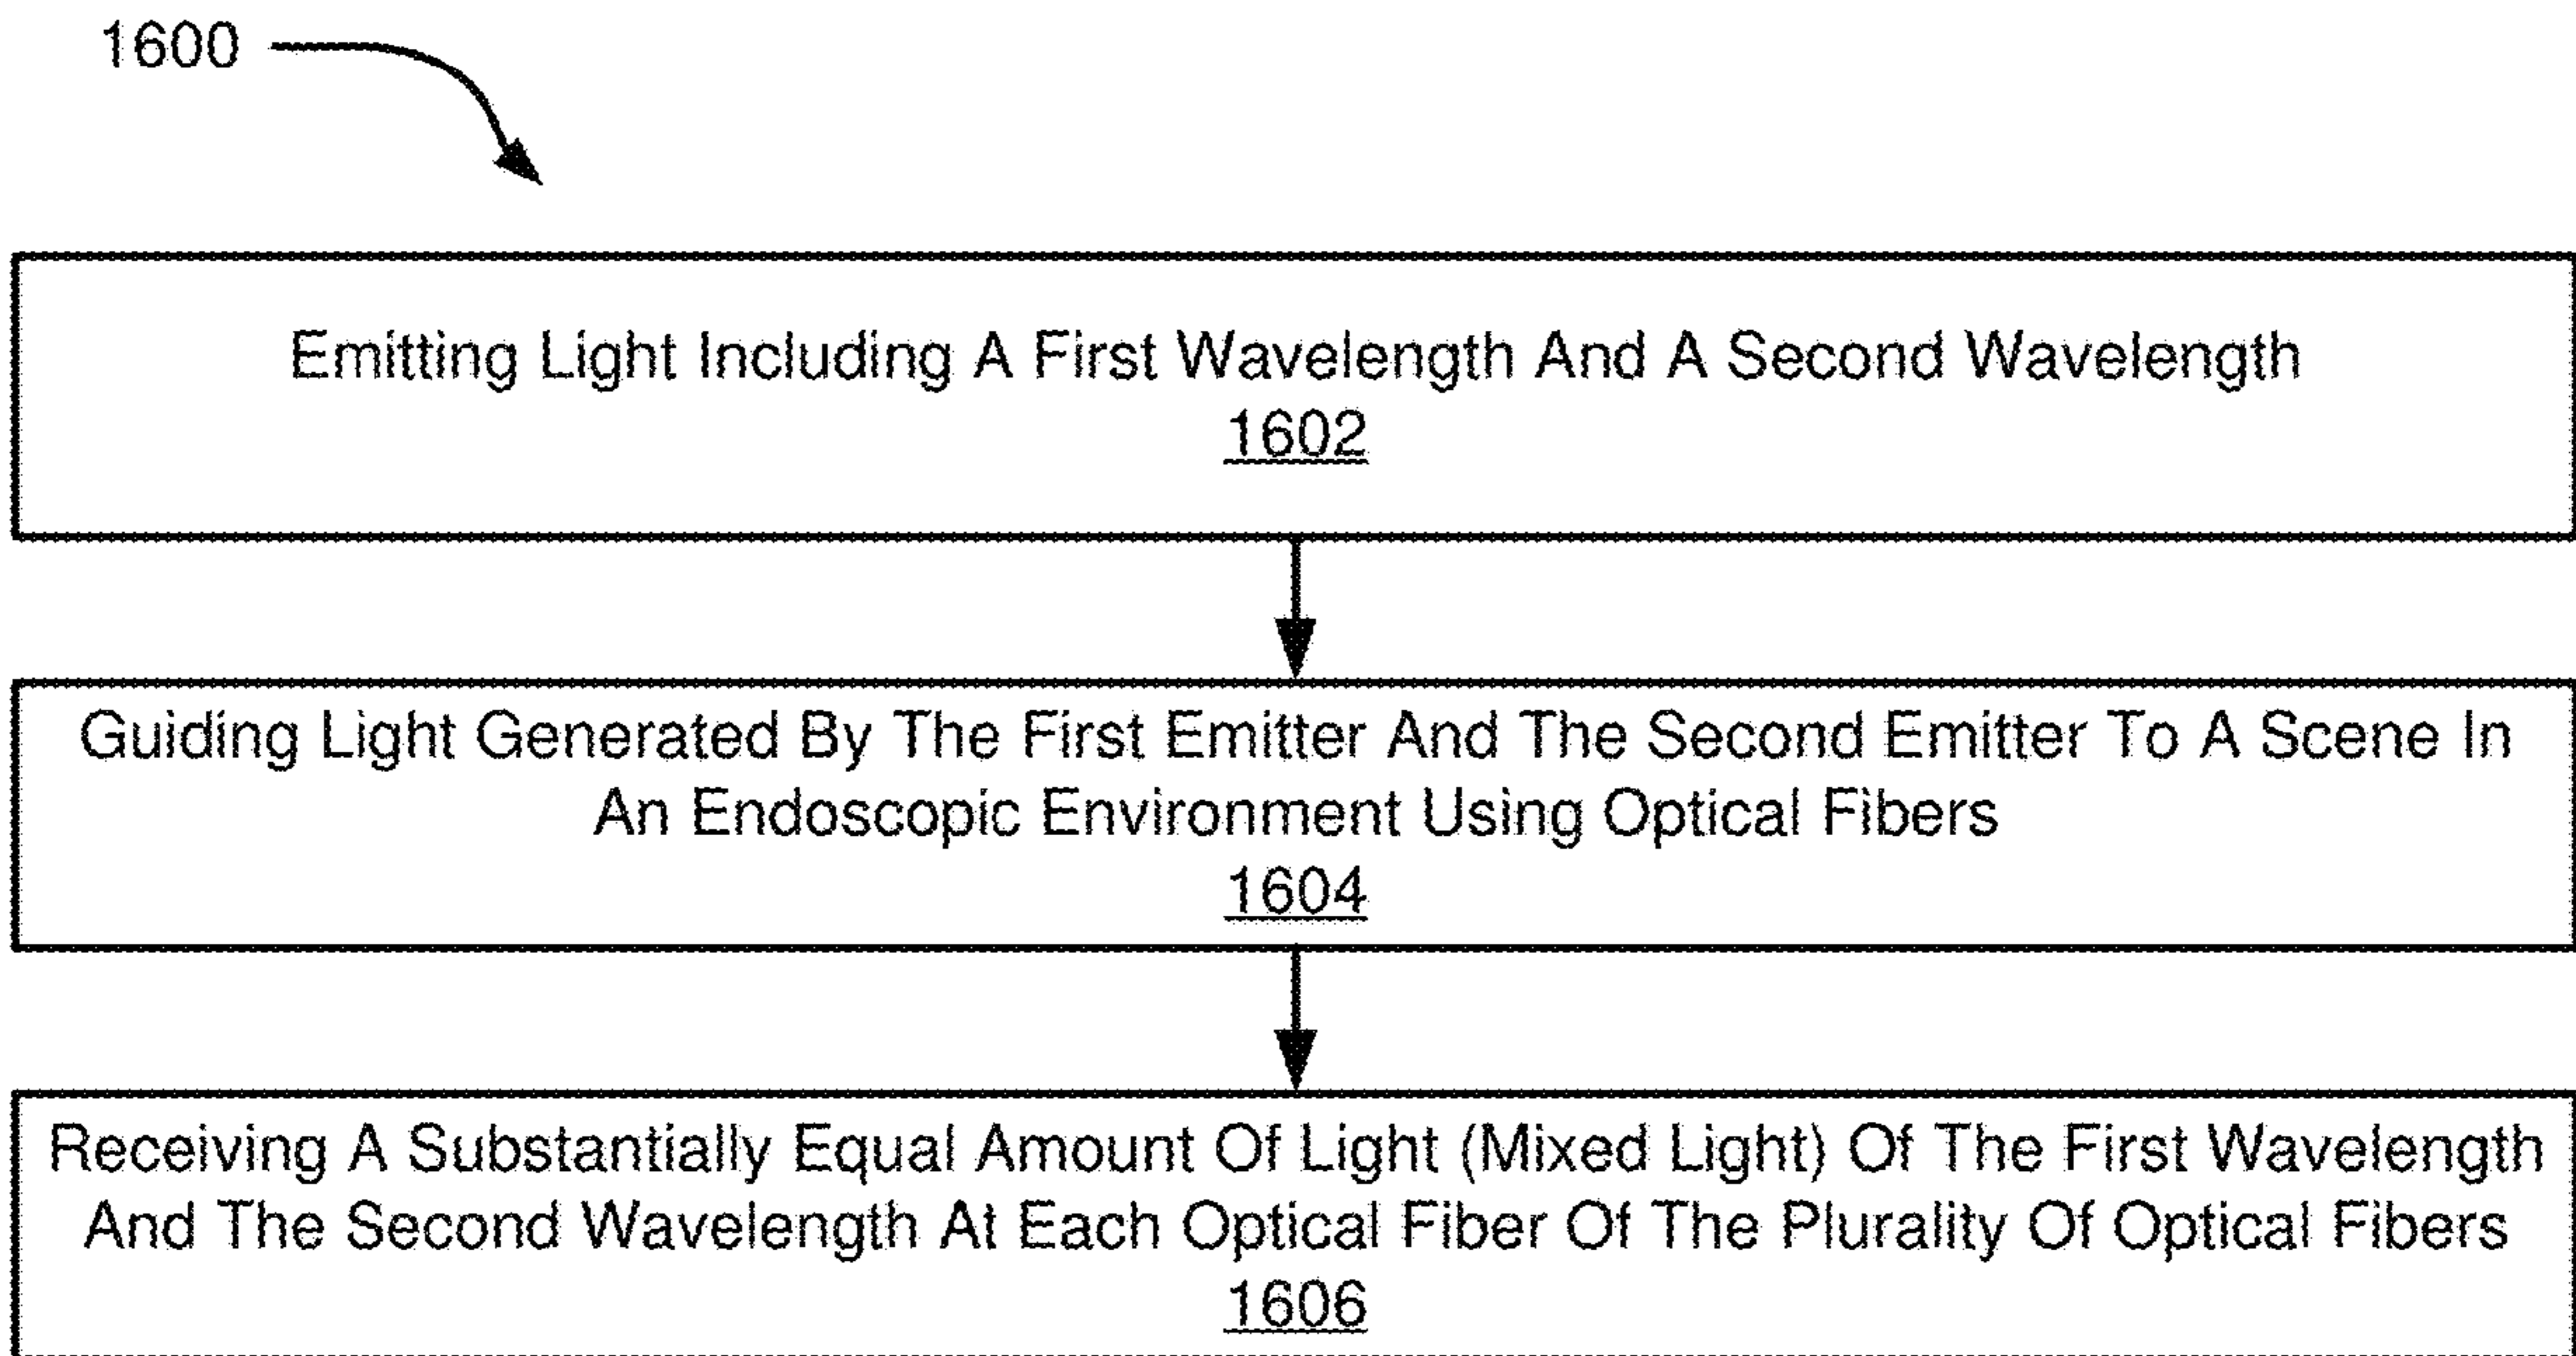 1600
Emitting Light Including A First Wavelength And A Second Wavelength
1602
Guiding Light Generated By The First Emitter And The Second Emitter To A Scene In
An Endoscopic Environment Using Optical Fibers
1604
Receiving A Substantially Equal Amount Of Light (Mixed Light) Of The First Wavelength
And The Second Wavelength At Each Optical Fiber Of The Plurality Of Optical Fibers
1606